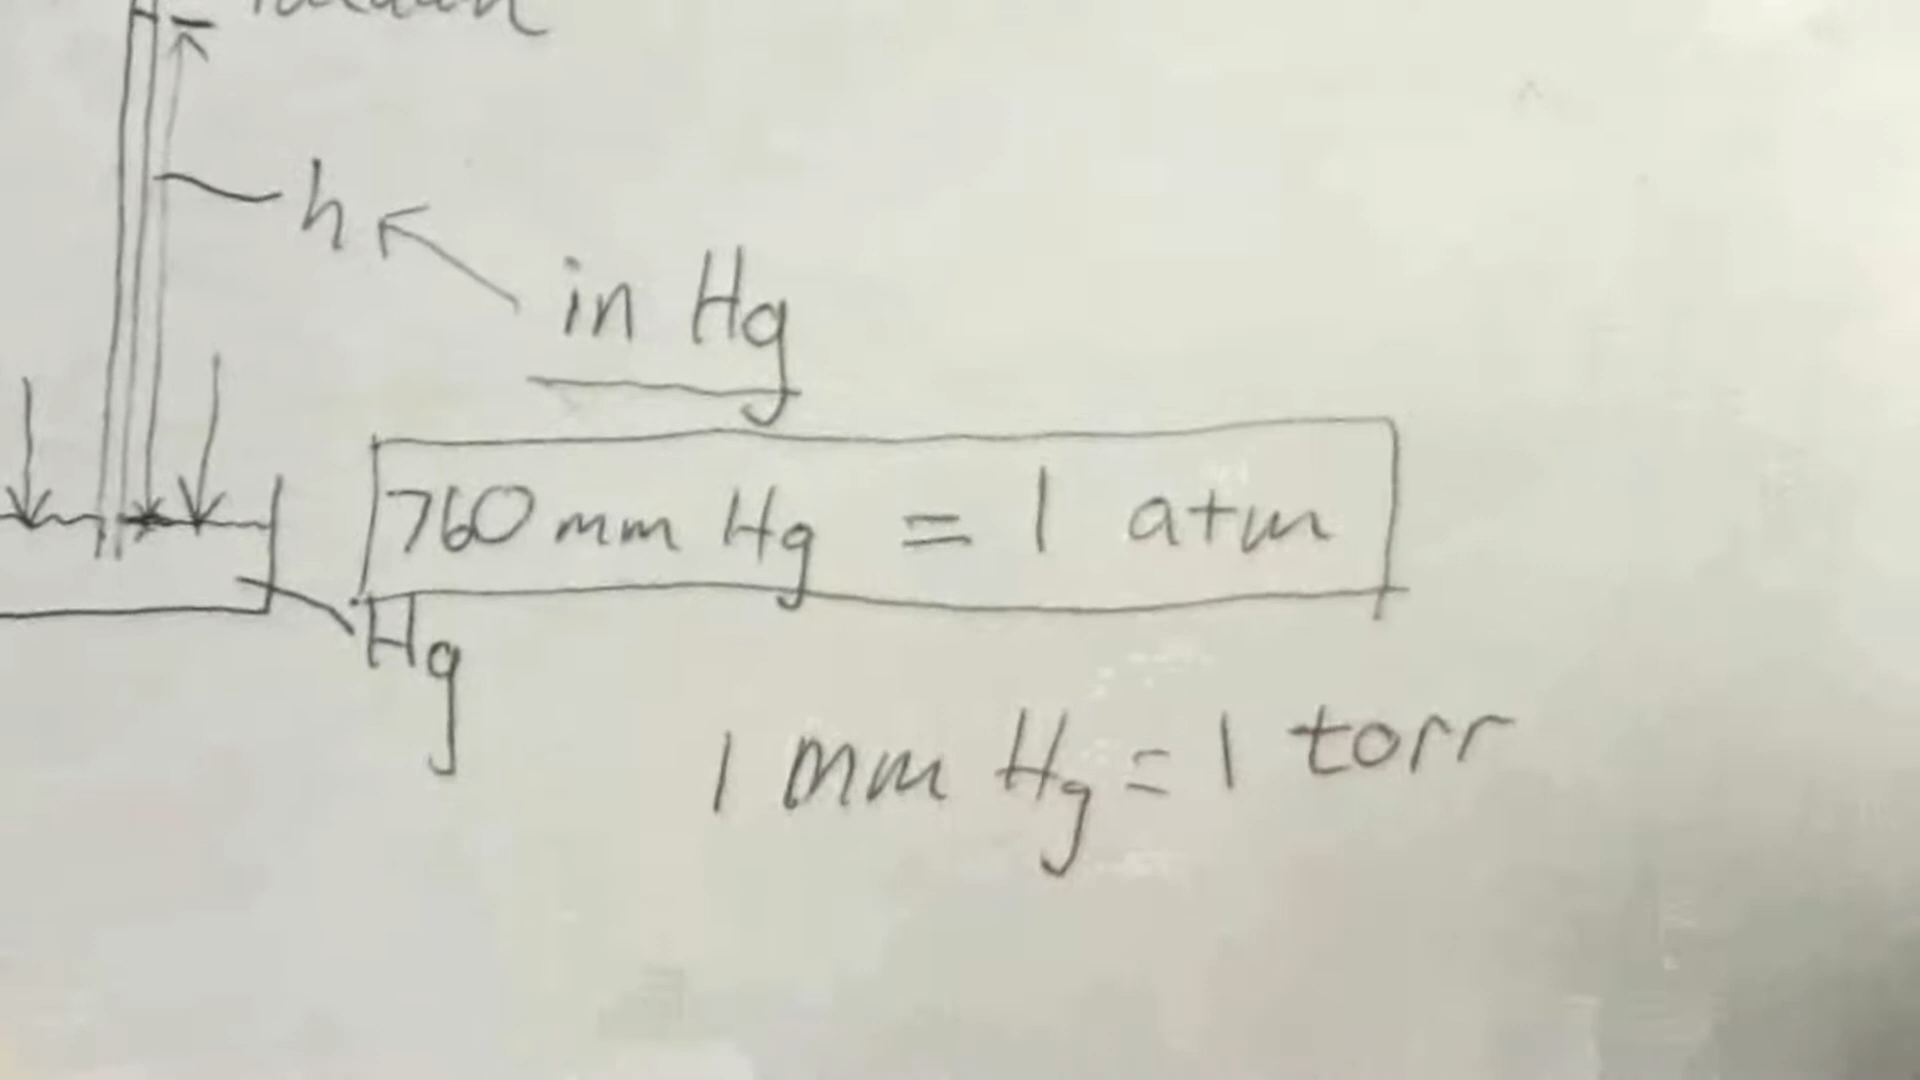 h
in Hg
760 mm Hg = 1 atm
Hg
1 mm Hg = 1 torr